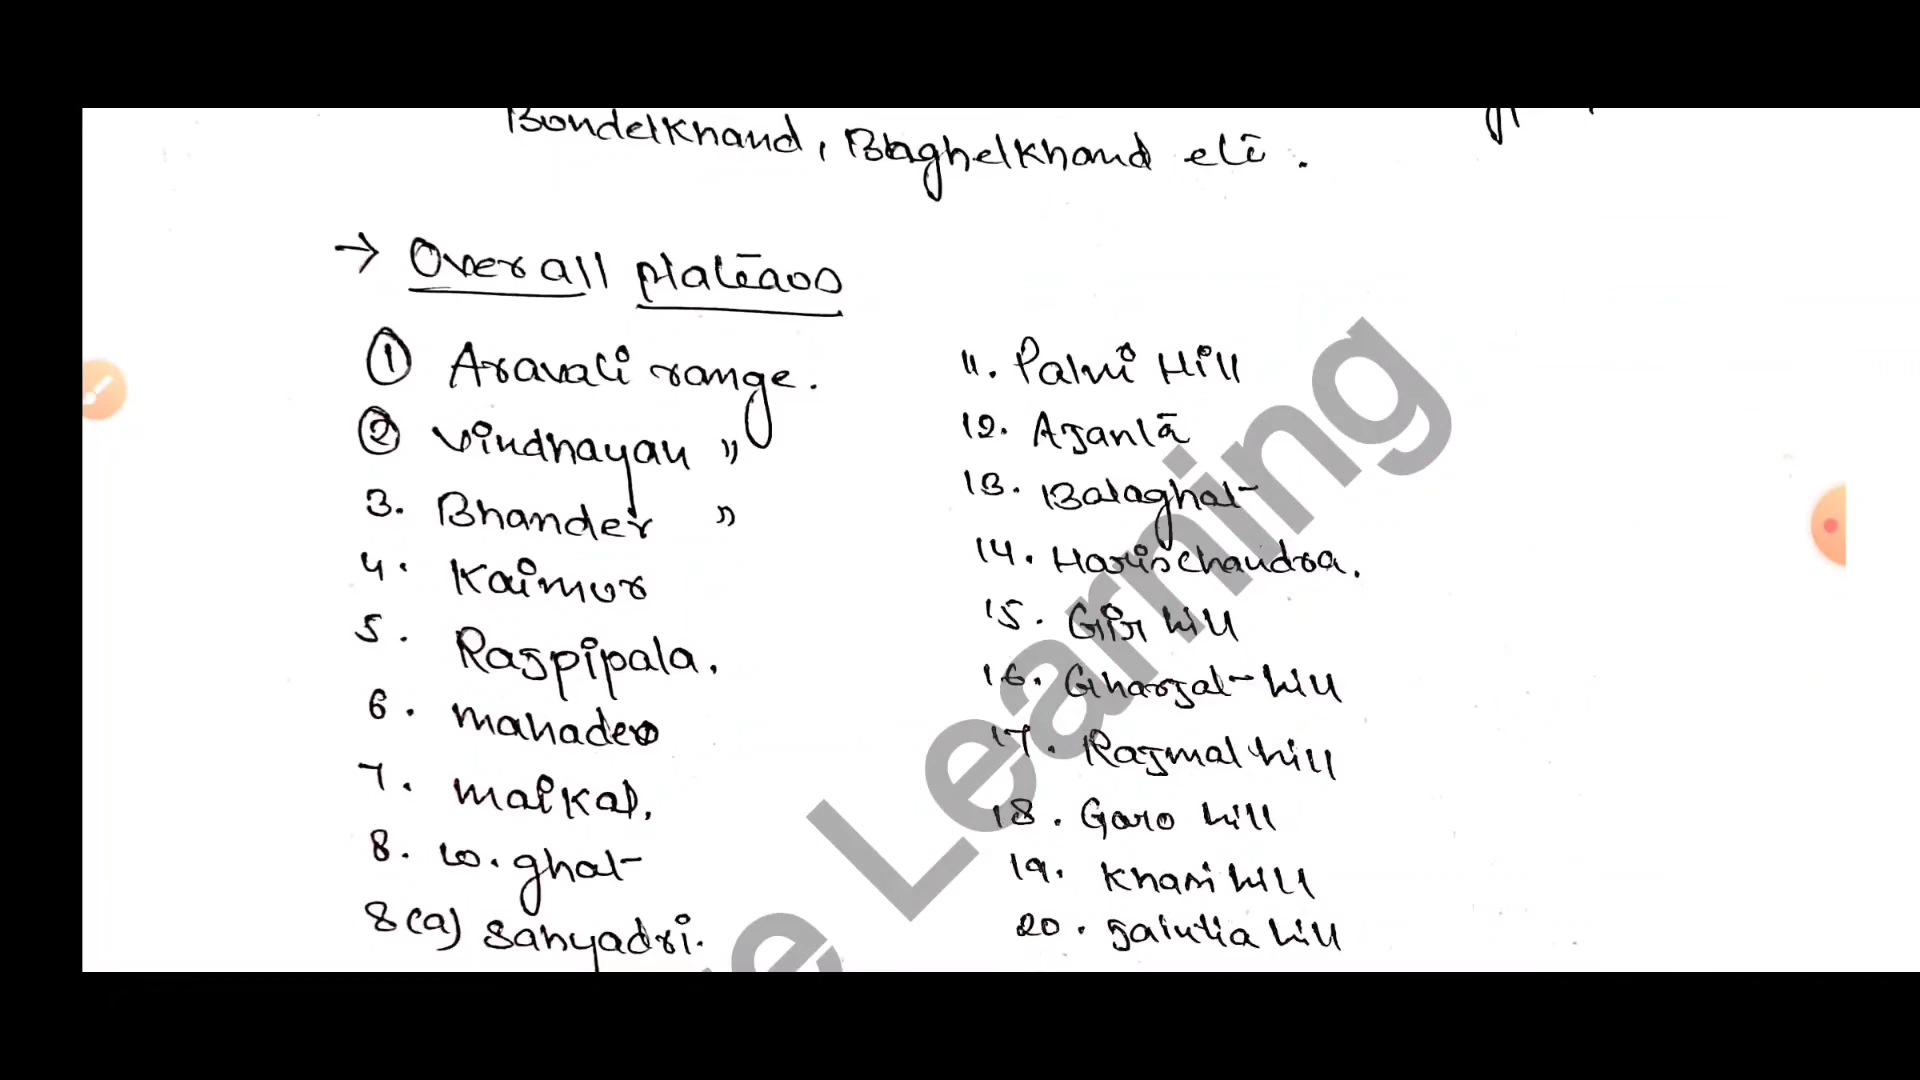 Bundelkhand, Baghelkhand etc.
→ Overall plateaus
① Aravali range.
② Vindhayan "
3. Bhander "
4. Kaimur
5. Rajpipala.
6. Mahadeo
7. Maikal.
8. W. ghat
8(a) Sahyadri.
11. Palni Hill
12. Ajanta
13. Balaghat
14. Harischandra.
15. Gir hill
16. Gharjat hill
17. Rajmal hill
18. Garo hill
19. Khasi hill
20. Jaintia hill
e Learning